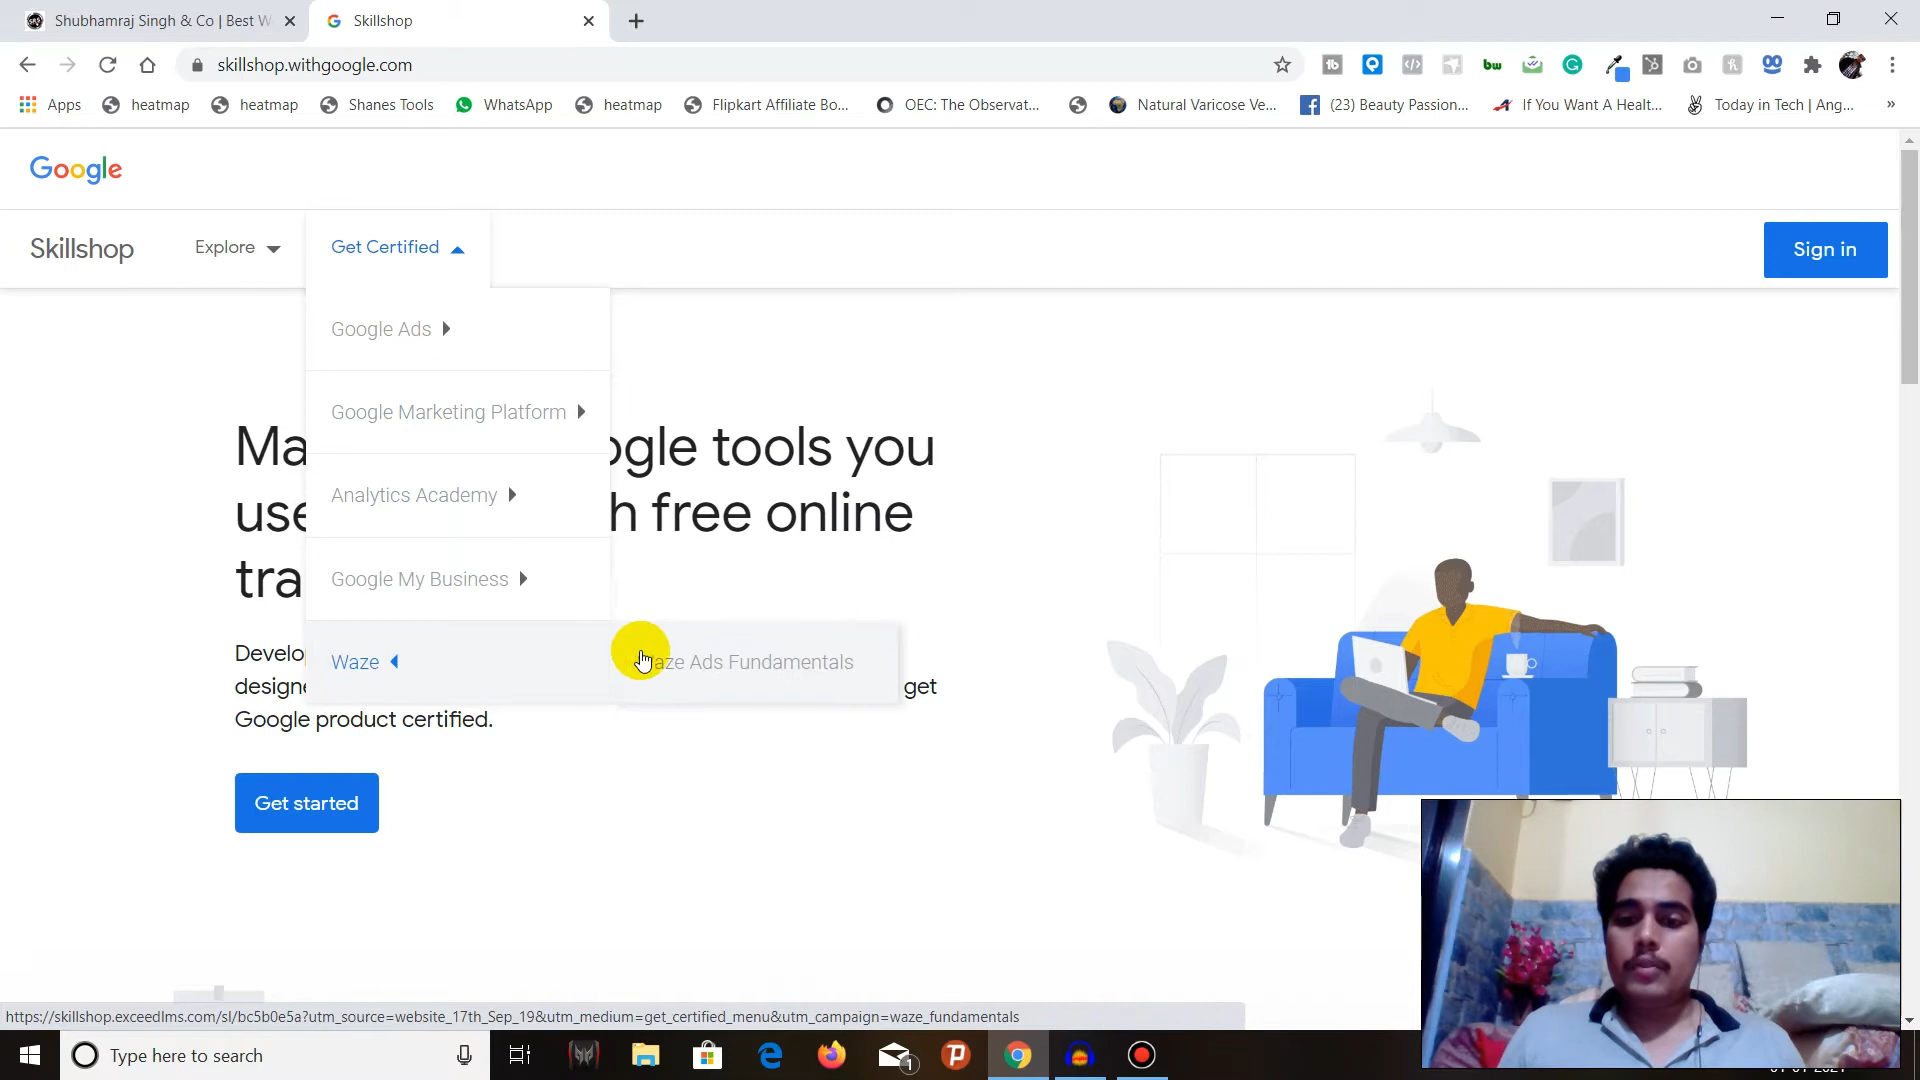 Shubhamraj Singh & Co | Best W
Skillshop
skillshop.withgoogle.com
Apps
heatmap
heatmap
Shanes Tools
WhatsApp
heatmap
Flipkart Affiliate Bo...
OEC: The Observat...
Natural Varicose Ve...
(23) Beauty Passion...
If You Want A Healt...
Today in Tech | Ang...
»
Google
Skillshop
Explore
Get Certified
Sign in
Google Ads
Google Marketing Platform
Analytics Academy
Google My Business
Waze
aze Ads Fundamentals
Ma ogle tools you
use h free online
tra
Develo
designe get
Google product certified.
Get started
https://skillshop.exceedlms.com/sl/bc5b0e5a?utm_source=website_17th_Sep_19&utm_medium=get_certified_menu&utm_campaign=waze_fundamentals
Type here to search
1